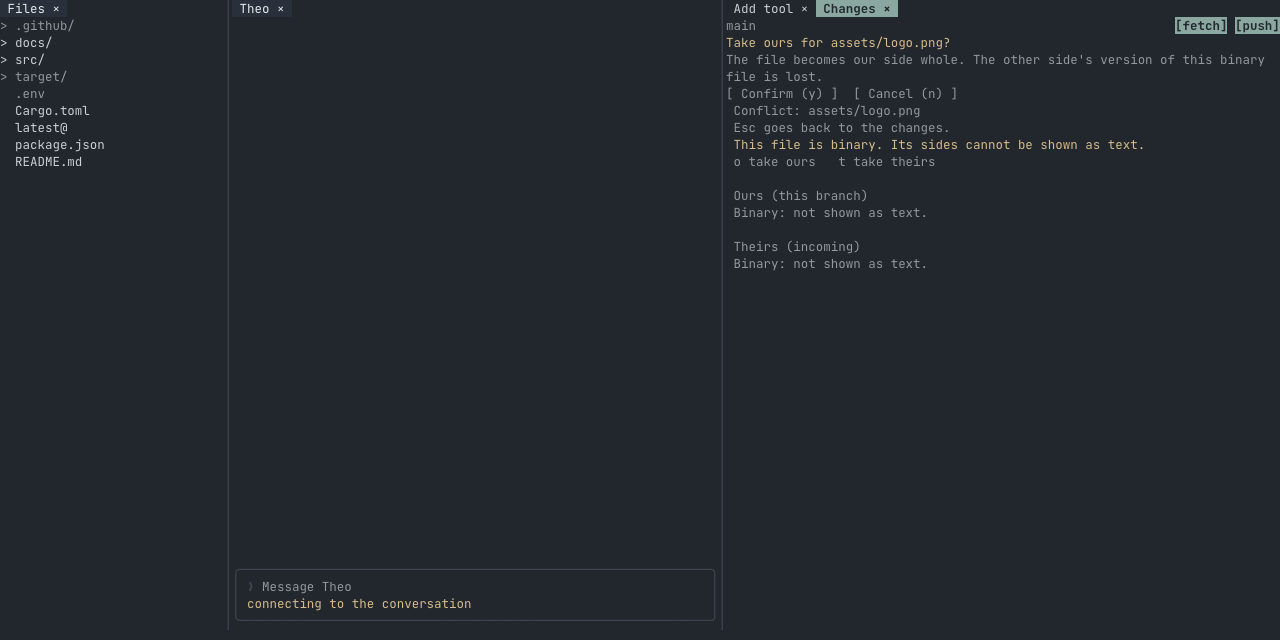 Files ×
> .github/
> docs/
> src/
> target/
.env
Cargo.toml
latest@
package.json
README.md
Theo ×
⟩ Message Theo
connecting to the conversation
Add tool × Changes ×
main [fetch] [push]
Take ours for assets/logo.png?
The file becomes our side whole. The other side's version of this binary
file is lost.
[ Confirm (y) ] [ Cancel (n) ]
Conflict: assets/logo.png
Esc goes back to the changes.
This file is binary. Its sides cannot be shown as text.
o take ours t take theirs
Ours (this branch)
Binary: not shown as text.
Theirs (incoming)
Binary: not shown as text.